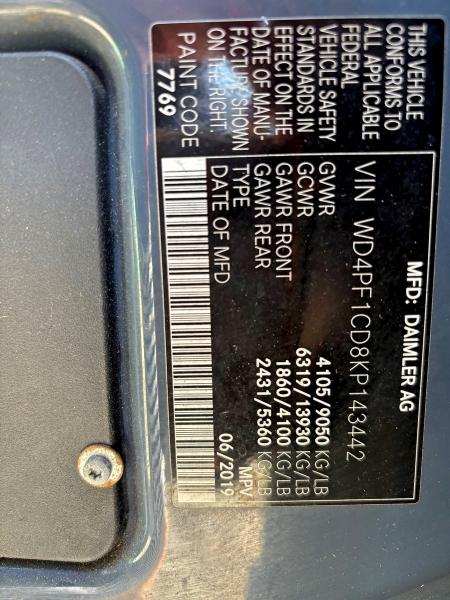 MFD: DAIMLER AG
VIN WD4PF1CD8KP143442
GVWR 4105/9050 KG/LB
GCWR 6319/13930 KG/LB
GAWR FRONT 1860/4100 KG/LB
GAWR REAR 2431/5360 KG/LB
TYPE MPV
DATE OF MFD 06/2019
THIS VEHICLE
CONFORMS TO
ALL APPLICABLE
FEDERAL
VEHICLE SAFETY
STANDARDS IN
EFFECT ON THE
DATE OF MANU-
FACTURE SHOWN
ON THE RIGHT.
PAINT CODE
7769